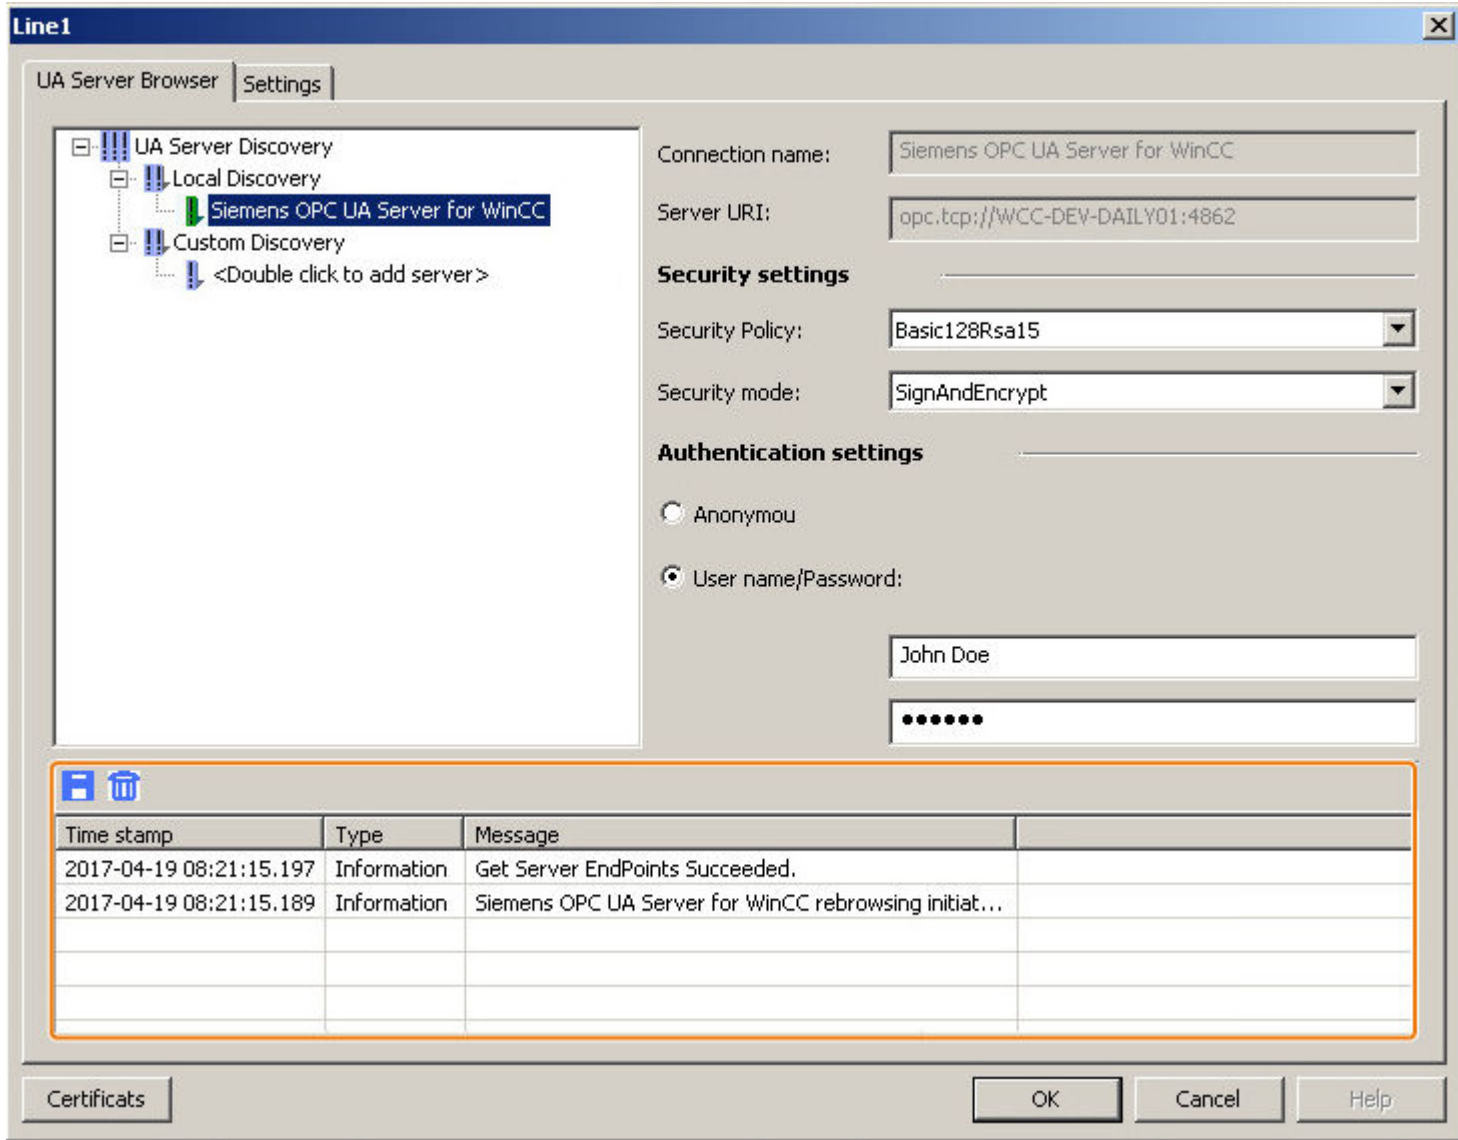 Line1
UA Server Browser
Settings
UA Server Discovery
Local Discovery
Siemens OPC UA Server for WinCC
Custom Discovery
<Double click to add server>
Connection name:
Siemens OPC UA Server for WinCC
Server URI:
opc.tcp://WCC-DEV-DAILY01:4862
Security settings
Security Policy:
Basic128Rsa15
Security mode:
SignAndEncrypt
Authentication settings
Anonymou
User name/Password:
John Doe
••••••
Time stamp Type Message
2017-04-19 08:21:15.197 Information Get Server EndPoints Succeeded.
2017-04-19 08:21:15.189 Information Siemens OPC UA Server for WinCC rebrowsing initiat...
Certificats
OK
Cancel
Help